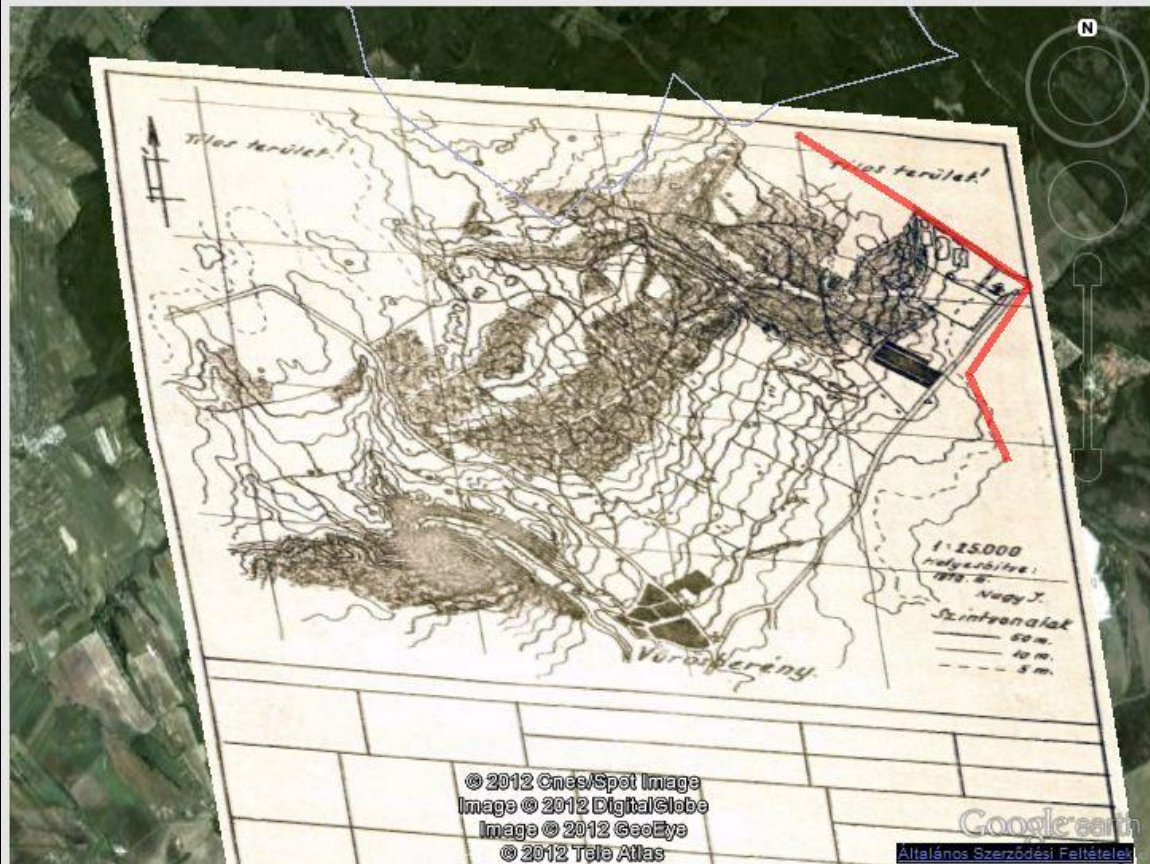 N
Tilos terület!
Tilos terület!
1:25.000
Helyesbitve:
Nagy J.
Szintvonalak
50 m.
10 m.
5 m.
Vörösberény.
© 2012 Cnes/Spot Image
Image © 2012 DigitalGlobe
Image © 2012 GeoEye
© 2012 Tele Atlas
Google earth
Általános Szerződési Feltételek